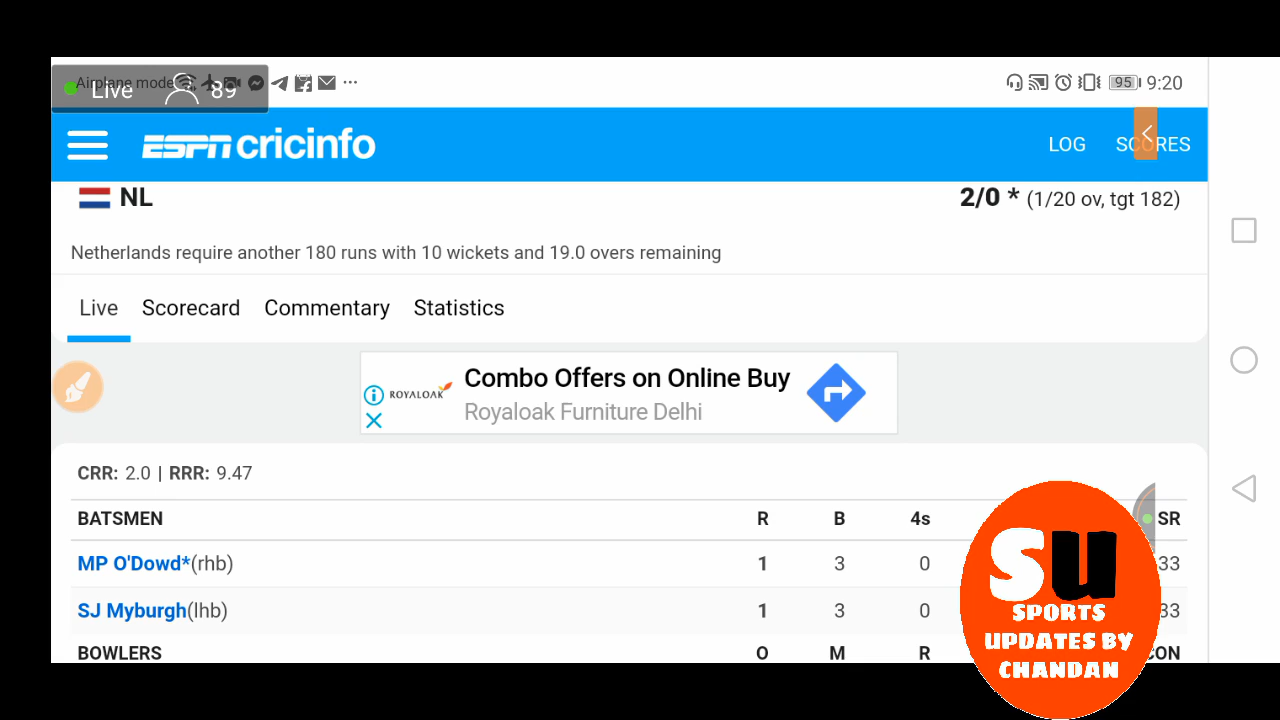 Airplane mode ... 95 9:20
Live 89
ESPN cricinfo LOG SCORES
NL 2/0 * (1/20 ov, tgt 182)
Netherlands require another 180 runs with 10 wickets and 19.0 overs remaining
Live Scorecard Commentary Statistics
ROYALOAK Combo Offers on Online Buy
Royaloak Furniture Delhi
CRR: 2.0 | RRR: 9.47
BATSMEN R B 4s SR
MP O'Dowd*(rhb) 1 3 0 33
SJ Myburgh(lhb) 1 3 0 33
BOWLERS O M R CON
SU
SPORTS
UPDATES BY
CHANDAN